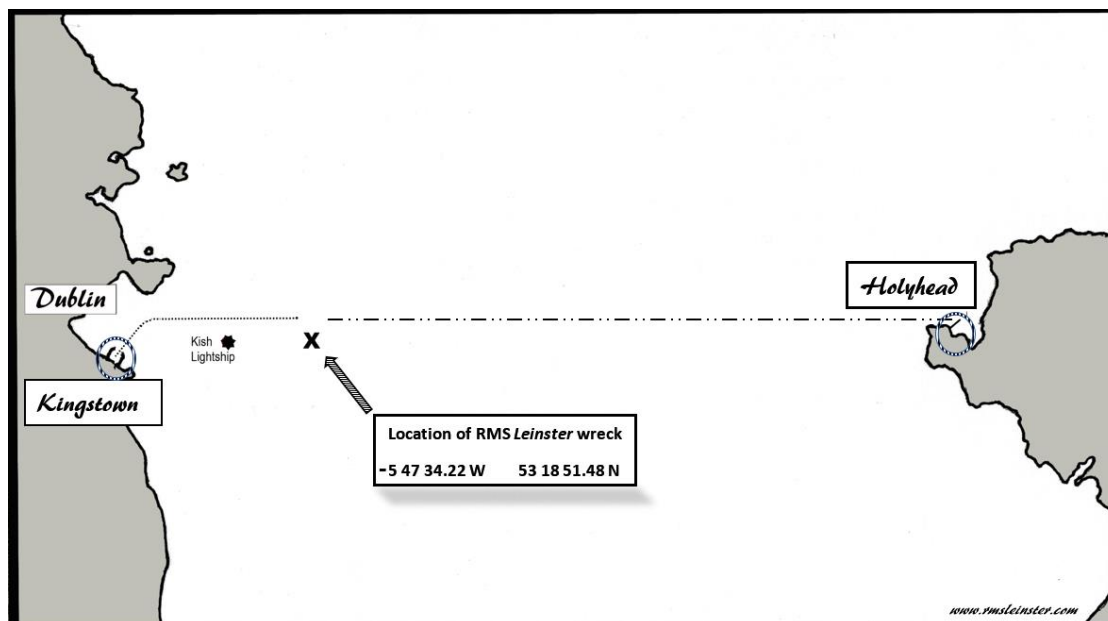 Dublin
Holyhead
Kish
Lightship
X
Kingstown
Location of RMS Leinster wreck
-5 47 34.22 W 53 18 51.48 N
www.rmsleinster.com